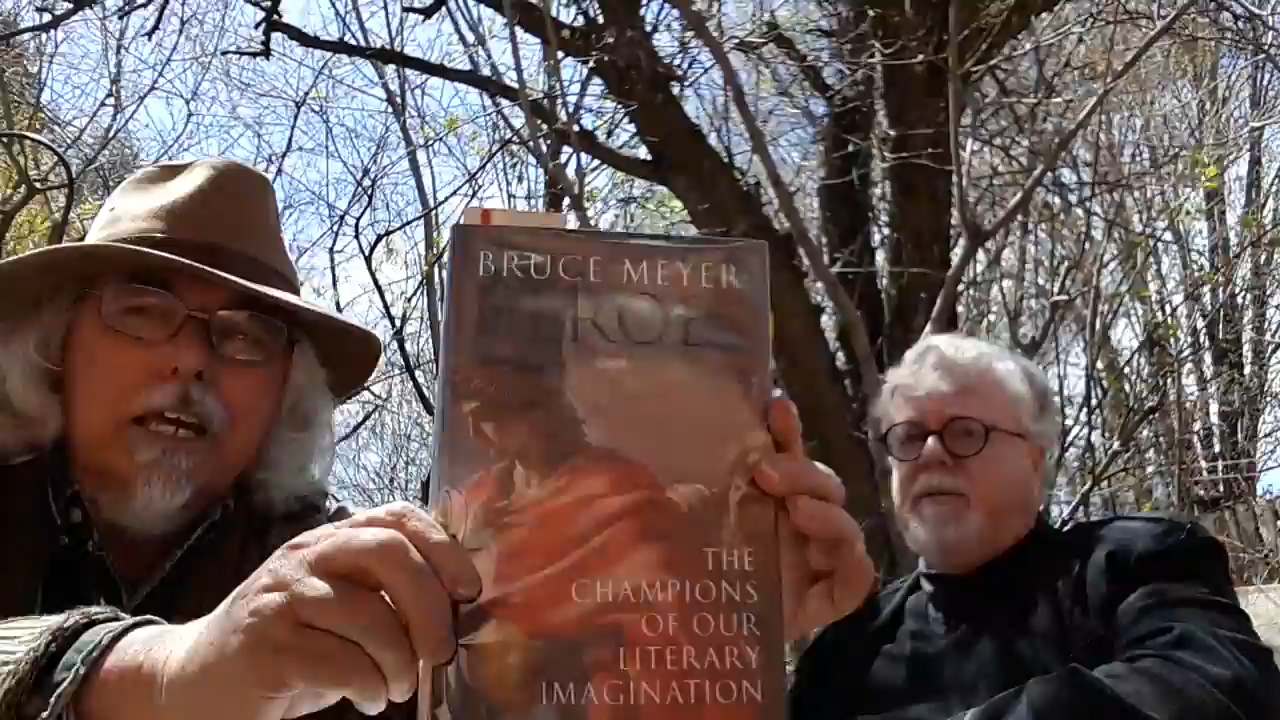 BRUCE MEYER
THE
CHAMPIONS
OF OUR
LITERARY
IMAGINATION